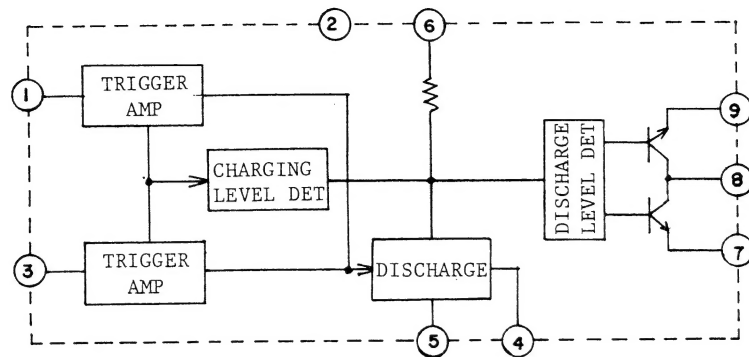 2
6
1
TRIGGER
AMP
9
CHARGING
LEVEL DET
DISCHARGE
LEVEL DET
8
3
TRIGGER
AMP
DISCHARGE
7
5
4